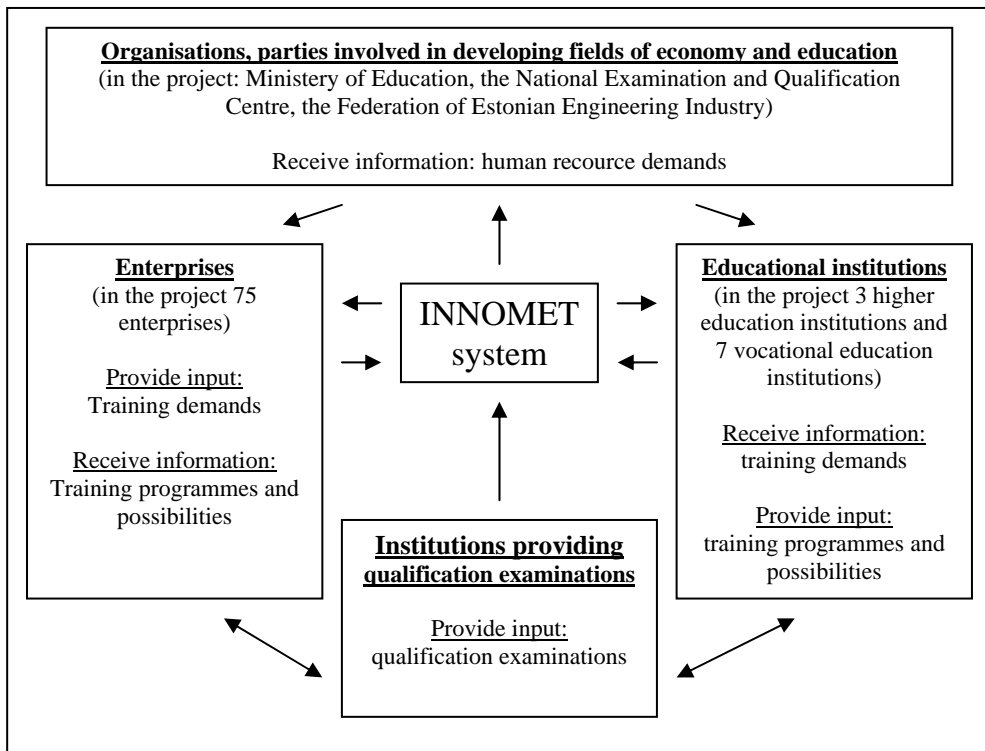 Organisations, parties involved in developing fields of economy and education
(in the project: Ministery of Education, the National Examination and Qualification
Centre, the Federation of Estonian Engineering Industry)
Receive information: human recource demands
Enterprises
(in the project 75
enterprises)
Provide input:
Training demands
Receive information:
Training programmes and
possibilities
INNOMET
system
Educational institutions
(in the project 3 higher
education institutions and
7 vocational education
institutions)
Receive information:
training demands
Provide input:
training programmes and
possibilities
Institutions providing
qualification examinations
Provide input:
qualification examinations